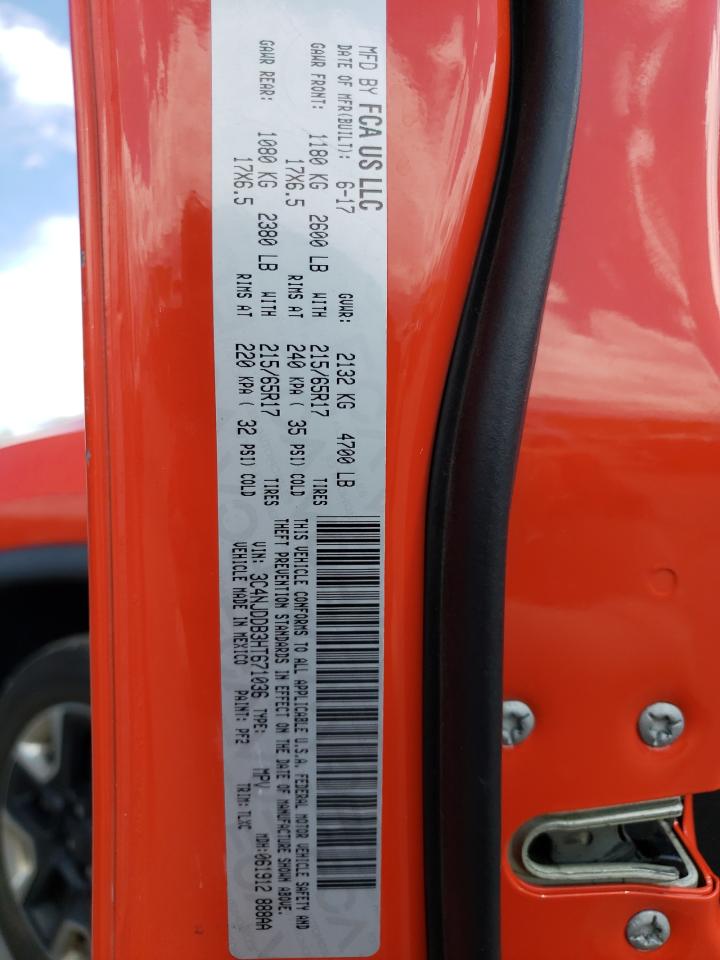 MFD BY FCA US LLC
DATE OF MFR(BUILT): 6-17 GVWR: 2132 KG 4700 LB
GAWR FRONT: 1180 KG 2600 LB WITH 215/65R17 TIRES
17X6.5 RIMS AT 240 KPA ( 35 PSI) COLD
GAWR REAR: 1080 KG 2380 LB WITH 215/65R17 TIRES
17X6.5 RIMS AT 220 KPA ( 32 PSI) COLD
THIS VEHICLE CONFORMS TO ALL APPLICABLE U.S.A. FEDERAL MOTOR VEHICLE SAFETY AND
THEFT PREVENTION STANDARDS IN EFFECT ON THE DATE OF MANUFACTURE SHOWN ABOVE.
VIN: 3C4NJDDB3HT671036 TYPE: MPV MDH:061912 888AA
VEHICLE MADE IN MEXICO PAINT: PF2 TRIM: TLXC